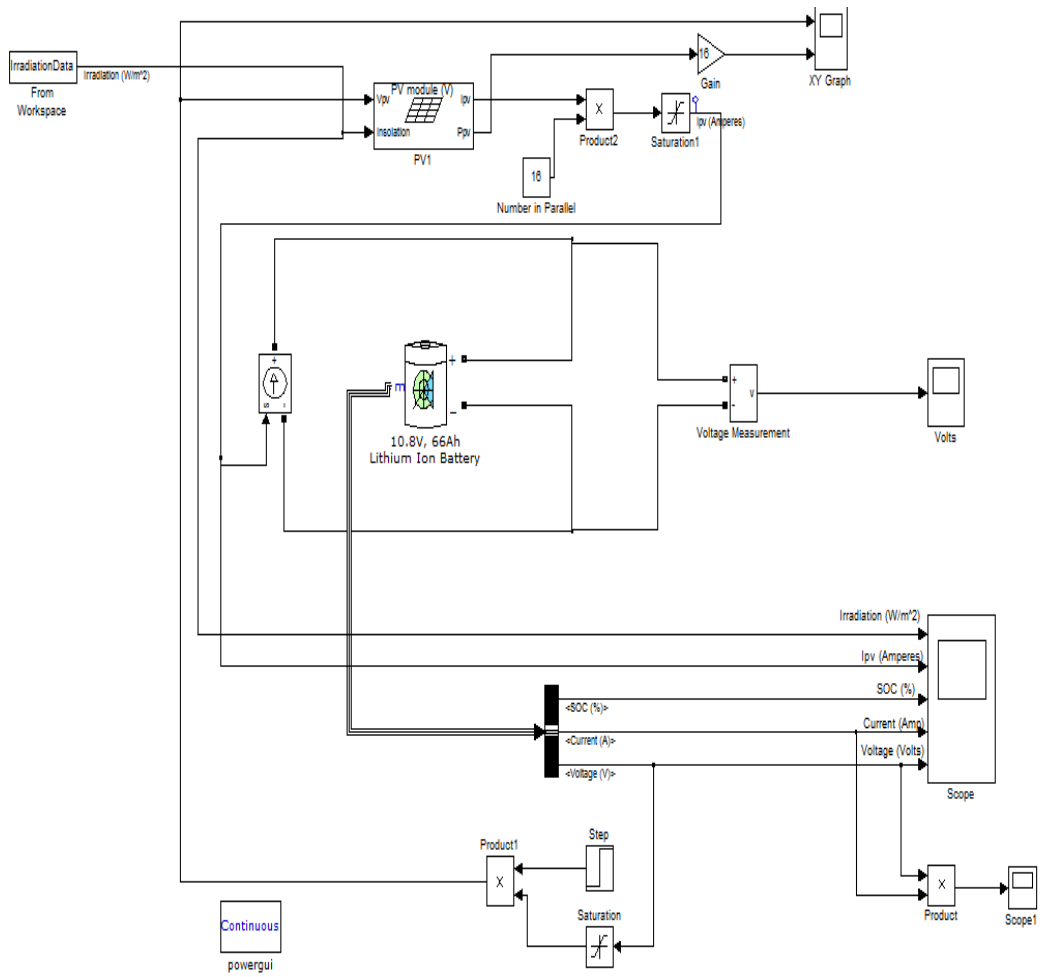 IrradiationData
Irradiation (W/m^2)
From
Workspace
PV module (V)
Vpv
Ipv
Insolation
Ppv
PV1
16
Gain
XY Graph
×
Product2
Saturation1
Ipv (Amperes)
16
Number in Parallel
+
s
-
m
+
-
10.8V, 66Ah
Lithium Ion Battery
+
v
-
Voltage Measurement
Volts
Irradiation (W/m^2)
Ipv (Amperes)
SOC (%)
<SOC (%)>
Current (Amp)
<Current (A)>
Voltage (Volts)
<Voltage (V)>
Scope
Step
Product1
×
Saturation
×
Product
Scope1
Continuous
powergui